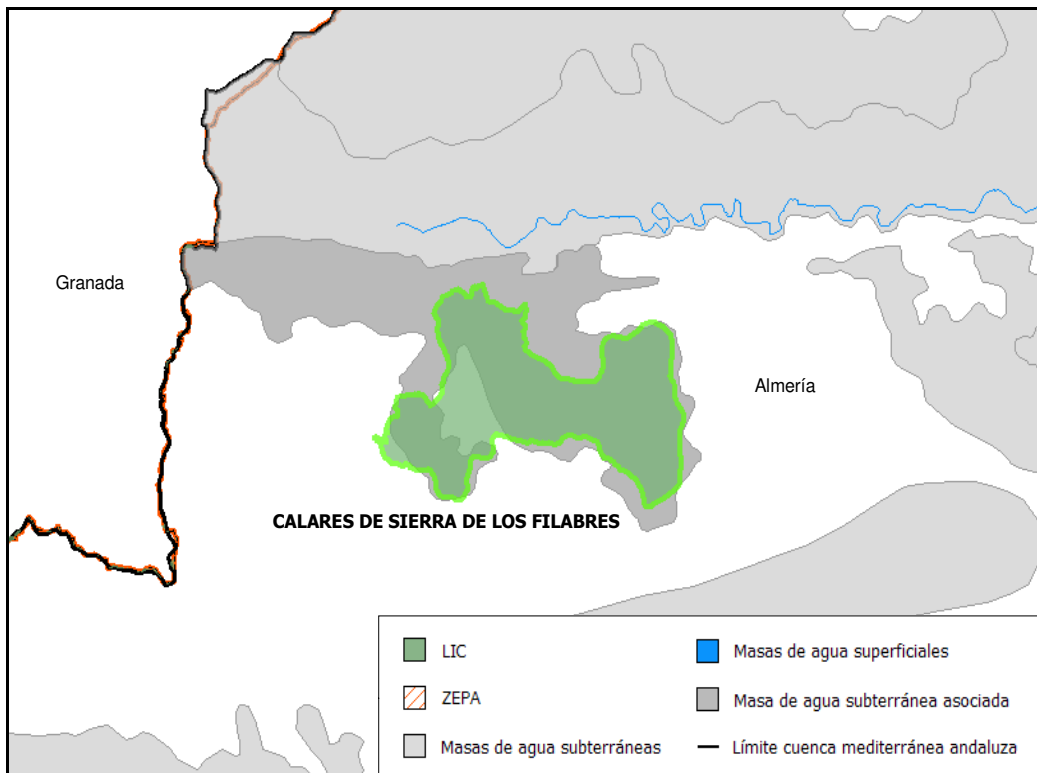 Granada
Almería
CALARES DE SIERRA DE LOS FILABRES
LIC
Masas de agua superficiales
ZEPA
Masa de agua subterránea asociada
Masas de agua subterráneas
Límite cuenca mediterránea andaluza